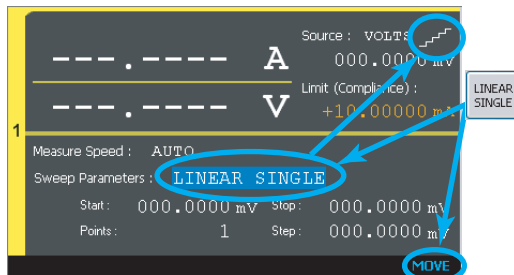 ---.---- A
Source : VOLTS
000.0000 mV
Limit (Compliance) :
---.---- V
+10.00000 mA
LINEAR
SINGLE
1
Measure Speed : AUTO
Sweep Parameters : LINEAR SINGLE
Start : 000.0000 mV Stop : 000.0000 mV
Points : 1 Step : 000.0000 mV
MOVE